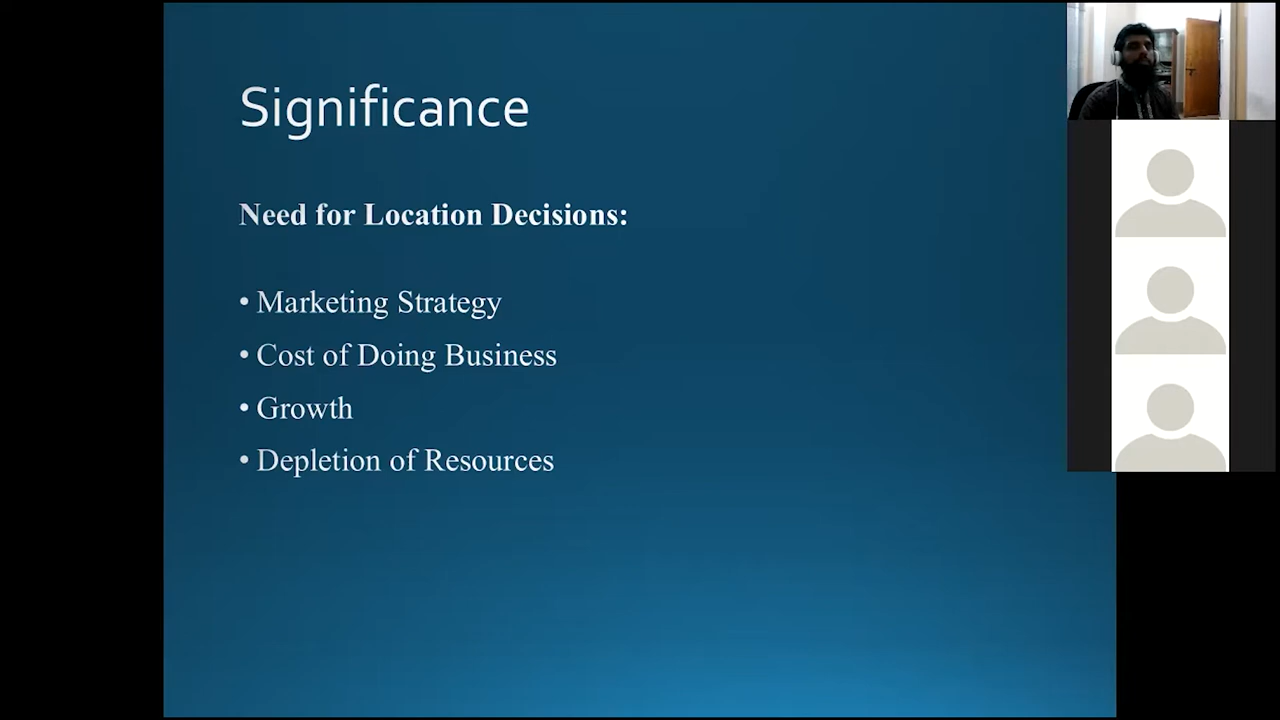 Significance
Need for Location Decisions:
• Marketing Strategy
• Cost of Doing Business
• Growth
• Depletion of Resources